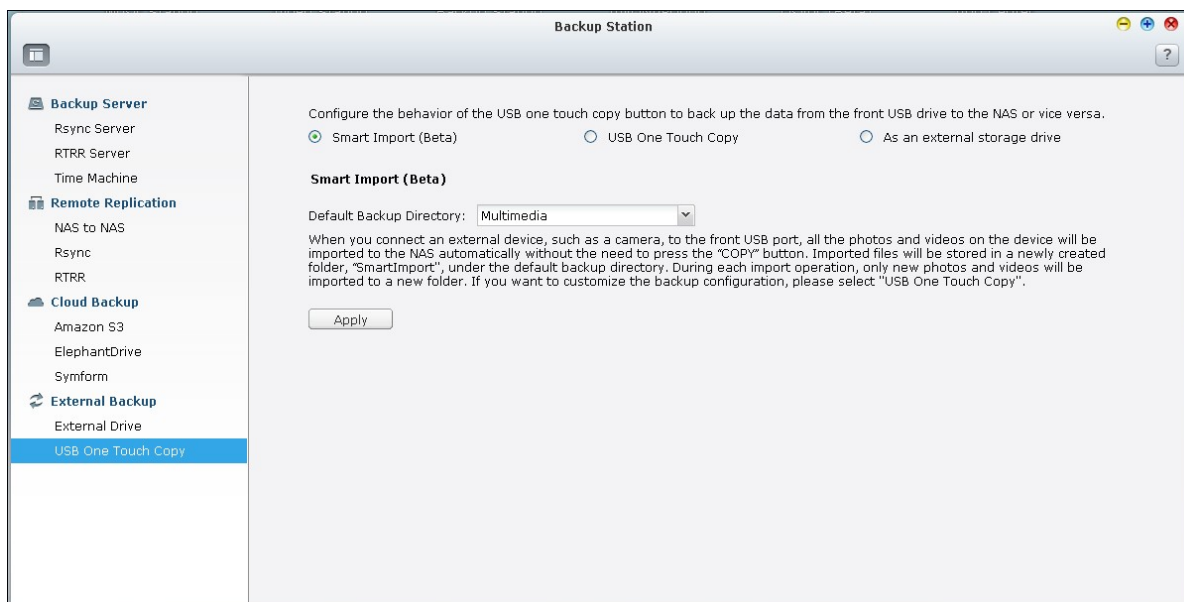 Backup Station
?
Backup Server
Rsync Server
RTRR Server
Time Machine
Remote Replication
NAS to NAS
Rsync
RTRR
Cloud Backup
Amazon S3
ElephantDrive
Symform
External Backup
External Drive
USB One Touch Copy
Configure the behavior of the USB one touch copy button to back up the data from the front USB drive to the NAS or vice versa.
Smart Import (Beta) USB One Touch Copy As an external storage drive
Smart Import (Beta)
Default Backup Directory: Multimedia
When you connect an external device, such as a camera, to the front USB port, all the photos and videos on the device will be
imported to the NAS automatically without the need to press the “COPY” button. Imported files will be stored in a newly created
folder, “SmartImport”, under the default backup directory. During each import operation, only new photos and videos will be
imported to a new folder. If you want to customize the backup configuration, please select "USB One Touch Copy".
Apply